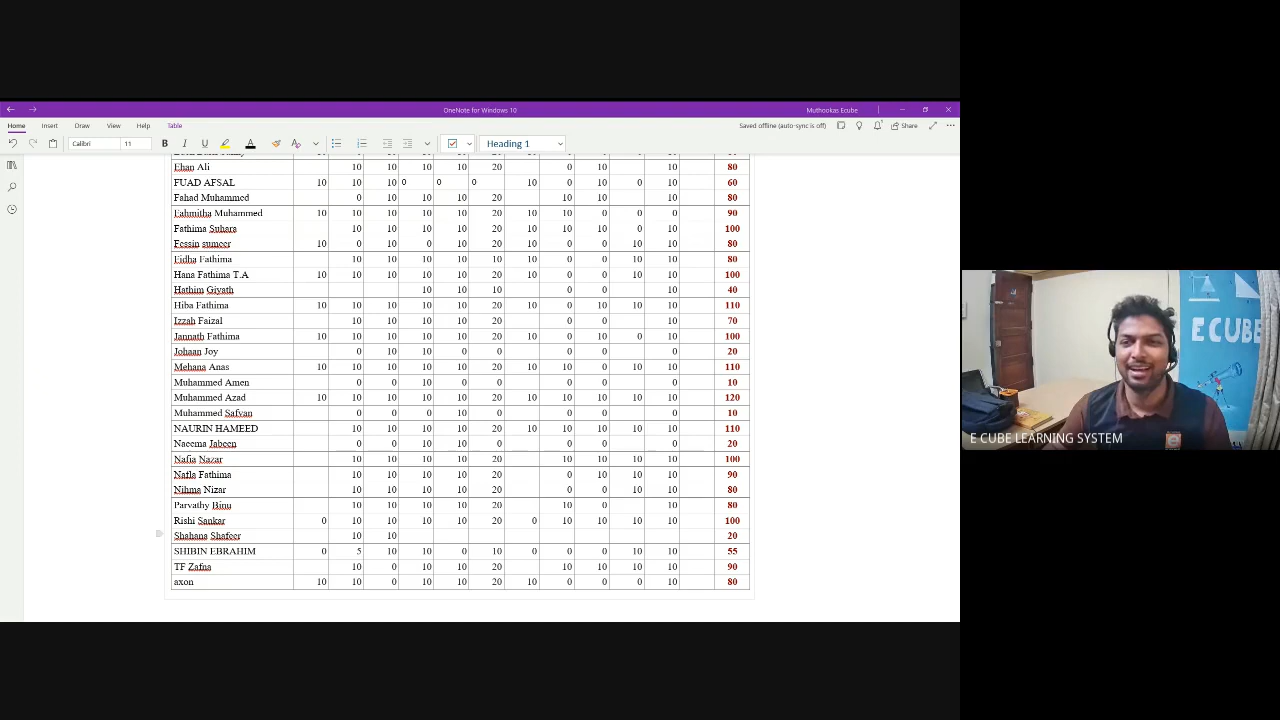 OneNote for Windows 10
Muthookas Ecube
Home Insert Draw View Help Table
Saved offline (auto-sync is off) Share
Calibri 11 B I U A Heading 1
Ehan Ali 10 10 10 10 20 0 10 10 80
FUAD AFSAL 10 10 10 0 0 0 10 0 10 0 10 60
Fahad Muhammed 0 10 10 10 20 10 10 10 80
Fahmitha Muhammed 10 10 10 10 10 20 10 10 0 0 0 90
Fathima Suhara 10 10 10 10 20 10 10 10 0 10 100
Fessin sumeer 10 0 10 0 10 20 10 0 0 10 10 80
Fidha Fathima 10 10 10 10 10 10 0 0 10 10 80
Hana Fathima T.A 10 10 10 10 10 20 10 0 0 10 10 100
Hathim Giyath 10 10 10 0 0 10 40
Hiba Fathima 10 10 10 10 10 20 10 0 10 10 10 110
Izzah Faizal 10 10 10 10 20 0 0 10 70
Jannath Fathima 10 10 10 10 10 20 10 0 10 0 10 100
Johaan Joy 0 10 10 0 0 0 0 0 20
Mehana Anas 10 10 10 10 10 20 10 10 0 10 10 110
Muhammed Amen 0 0 10 0 0 0 0 0 10
Muhammed Azad 10 10 10 10 10 20 10 10 10 10 10 120
Muhammed Safvan 0 0 0 10 0 0 0 0 10
NAURIN HAMEED 10 10 10 10 20 10 10 10 10 10 110
Naeema Jabeen 0 0 10 10 0 0 0 0 20
Nafia Nazar 10 10 10 10 20 10 10 10 10 100
Nafla Fathima 10 10 10 10 20 0 10 10 10 90
Nihma Nizar 10 10 10 10 20 0 0 10 10 80
Parvathy Binu 10 10 10 10 20 10 0 10 80
Rishi Sankar 0 10 10 10 10 20 0 10 10 10 10 100
Shahana Shafeer 10 10 20
SHIBIN EBRAHIM 0 5 10 10 0 10 0 0 0 10 10 55
TF Zafna 10 0 10 10 20 10 10 10 10 90
axon 10 10 0 10 10 20 10 0 0 0 10 80
E CUBE
E CUBE LEARNING SYSTEM